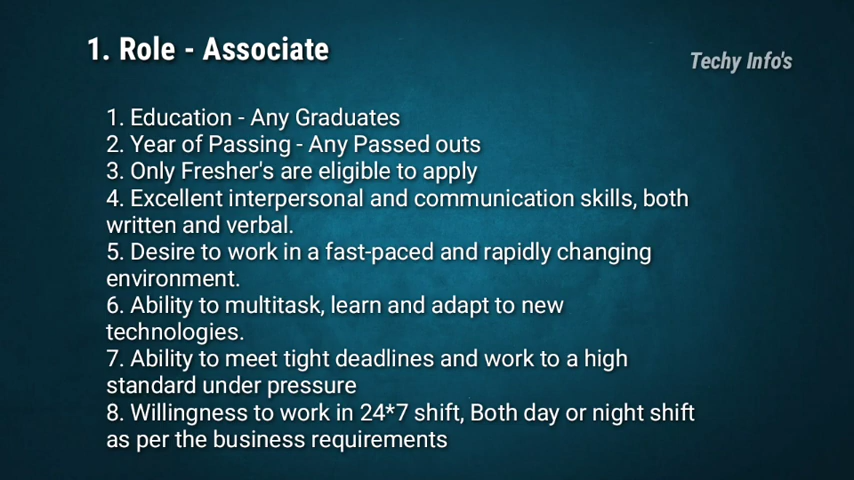 1. Role - Associate
Techy Info's
1. Education - Any Graduates
2. Year of Passing - Any Passed outs
3. Only Fresher's are eligible to apply
4. Excellent interpersonal and communication skills, both
written and verbal.
5. Desire to work in a fast-paced and rapidly changing
environment.
6. Ability to multitask, learn and adapt to new
technologies.
7. Ability to meet tight deadlines and work to a high
standard under pressure
8. Willingness to work in 24*7 shift, Both day or night shift
as per the business requirements